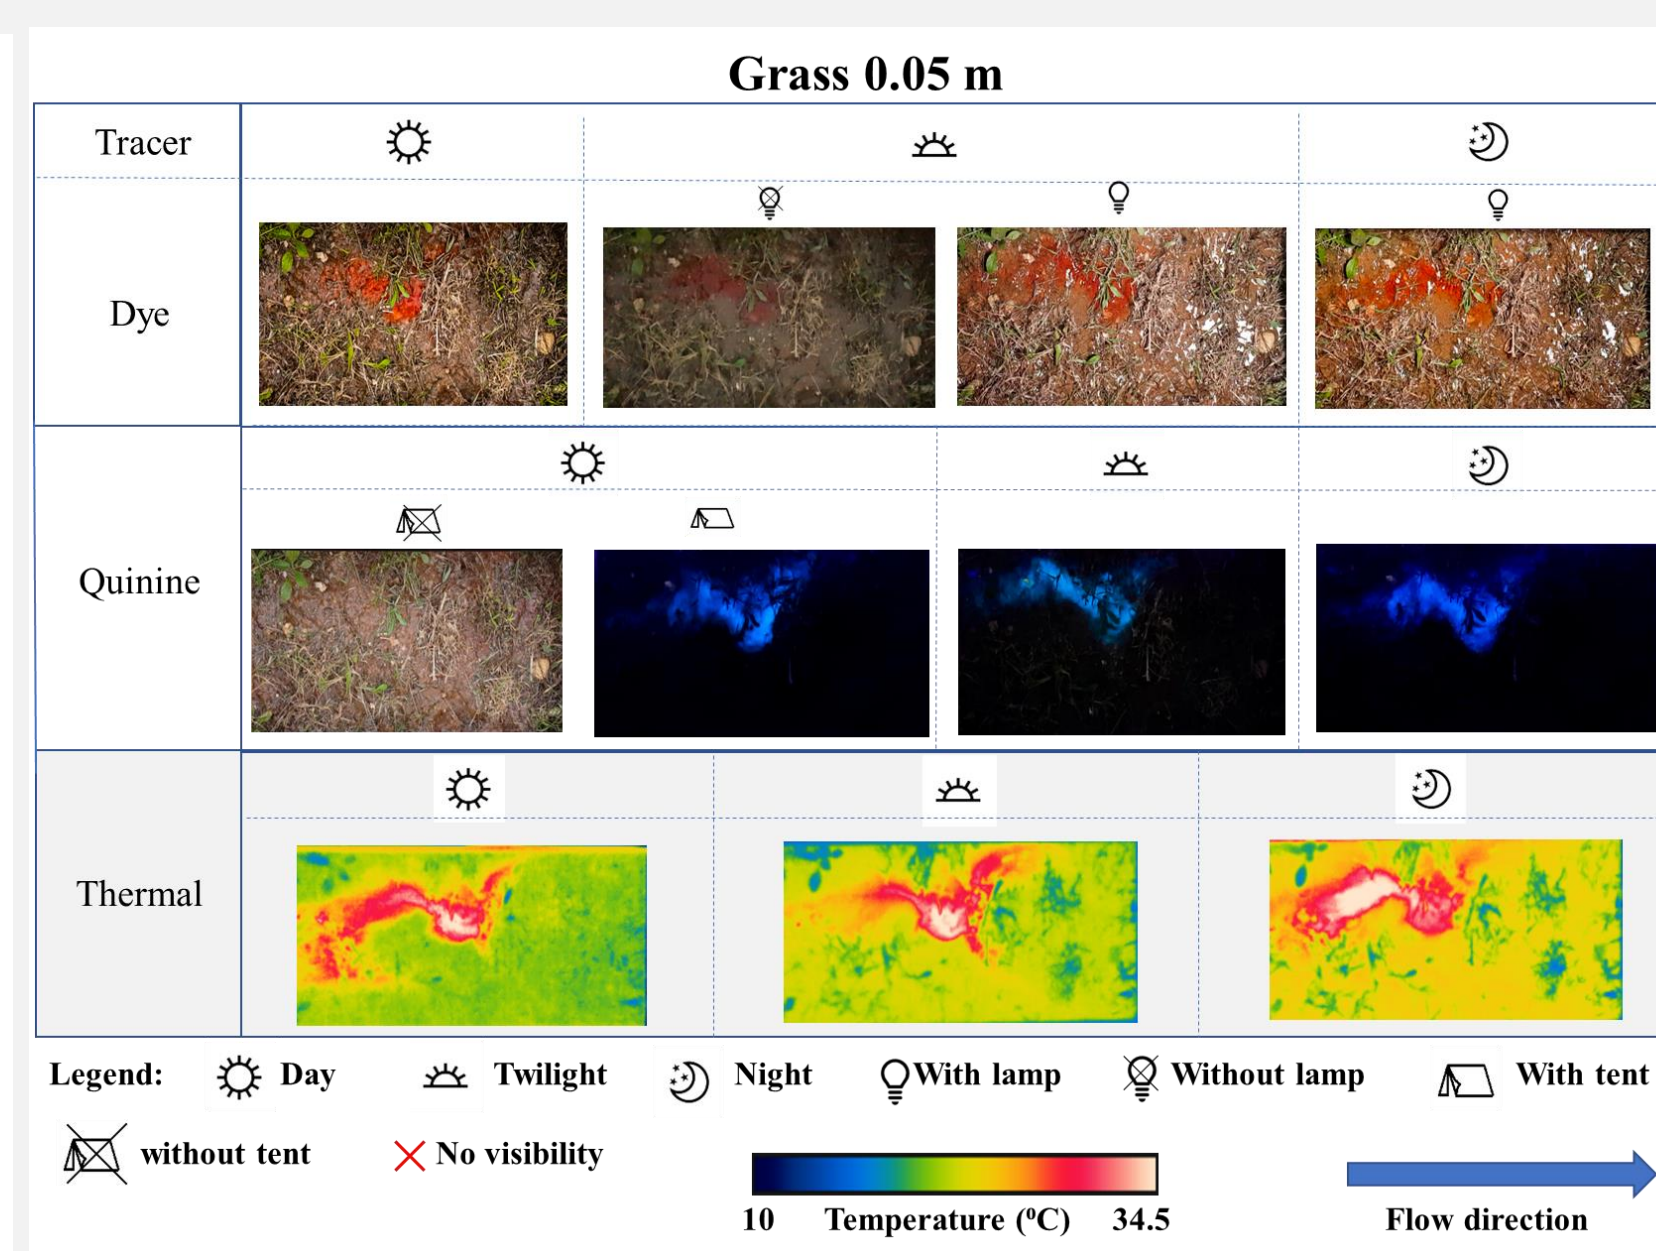 Grass 0.05 m
Tracer
Dye
Quinine
Thermal
Legend: Day Twilight Night With lamp Without lamp With tent
without tent No visibility
10 Temperature (⁰C) 34.5
Flow direction